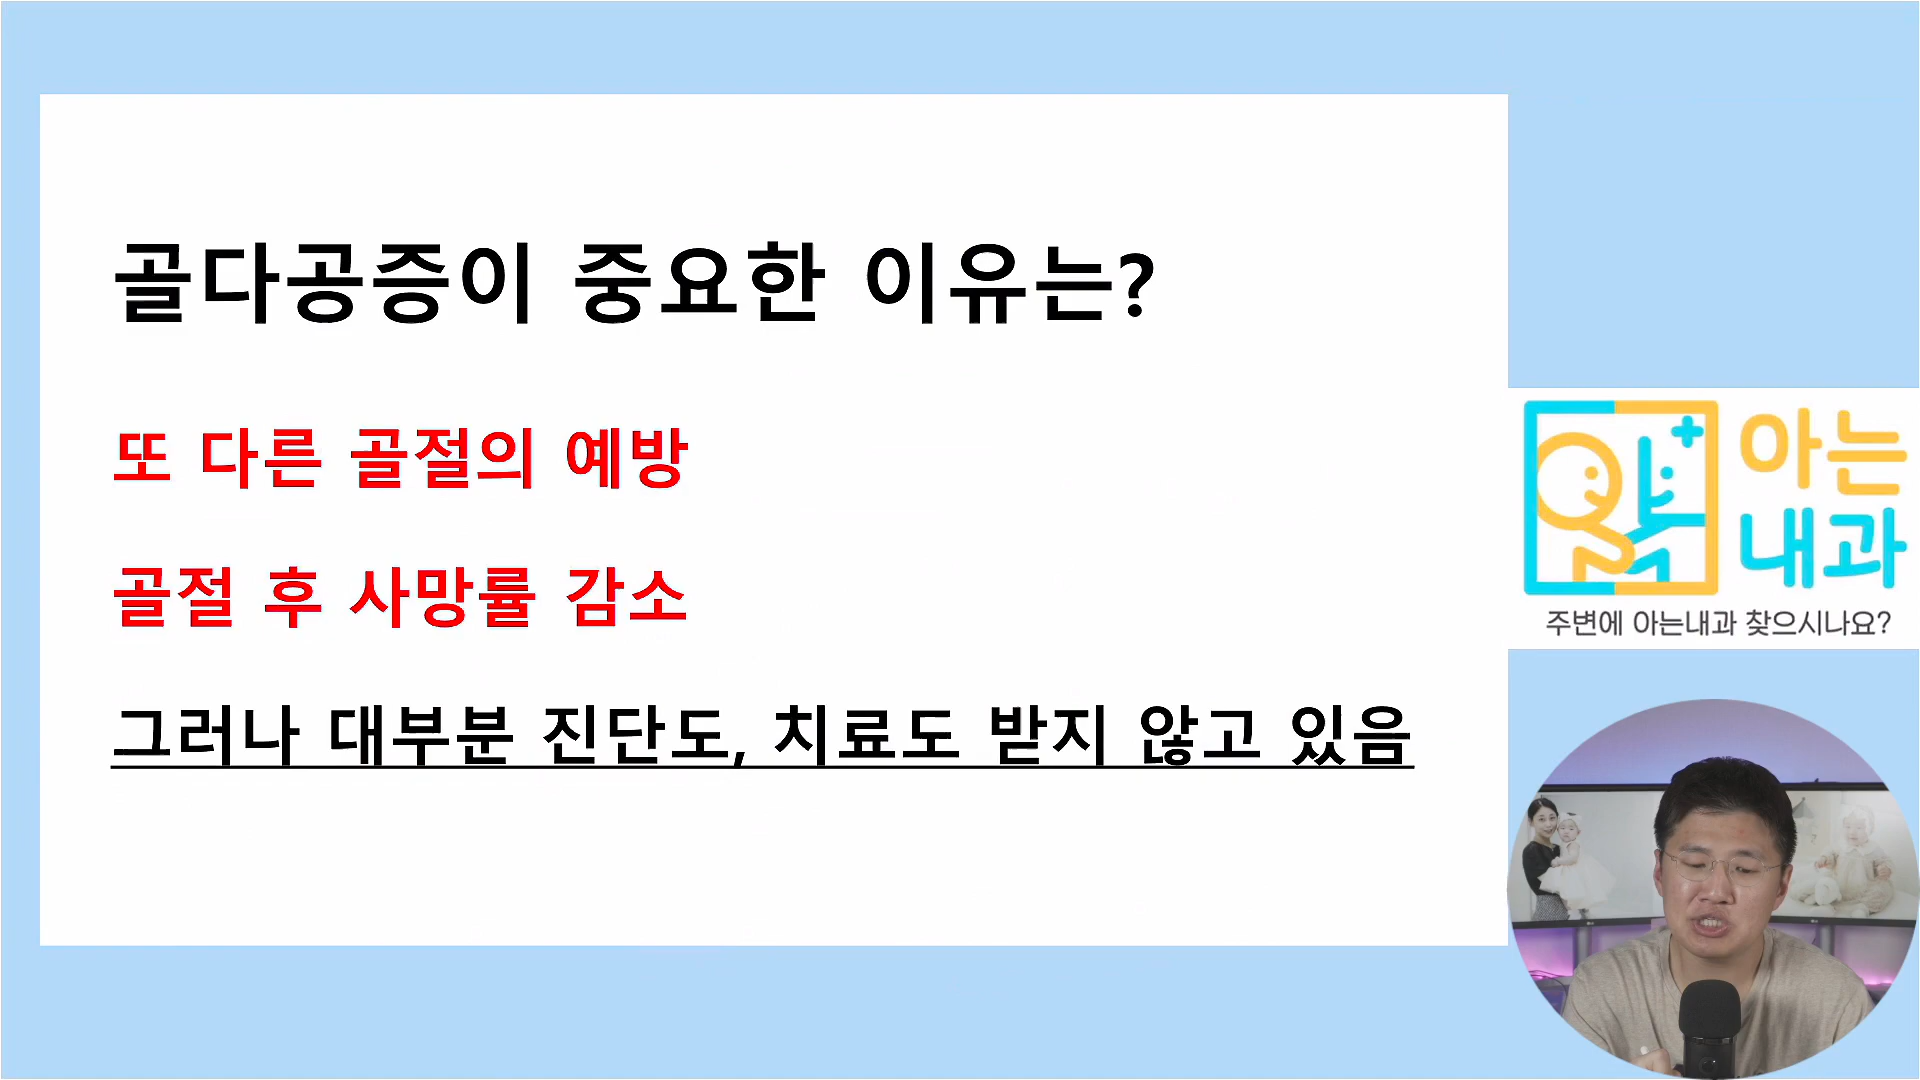 골다공증이 중요한 이유는?
또 다른 골절의 예방
골절 후 사망률 감소
그러나 대부분 진단도, 치료도 받지 않고 있음
아는
내과
주변에 아는내과 찾으시나요?